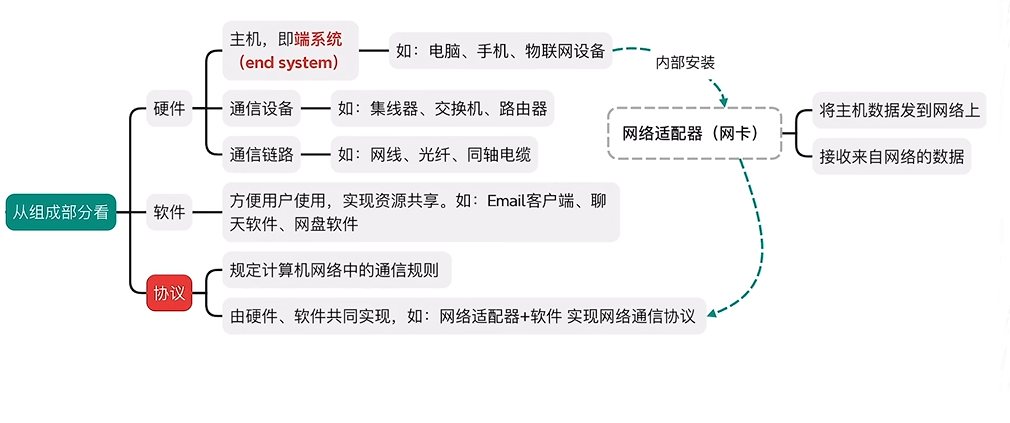 主机，即端系统
（end system）
如：电脑、手机、物联网设备
内部安装
硬件
通信设备
如：集线器、交换机、路由器
网络适配器（网卡）
将主机数据发到网络上
接收来自网络的数据
通信链路
如：网线、光纤、同轴电缆
从组成部分看
软件
方便用户使用，实现资源共享。如：Email客户端、聊
天软件、网盘软件
协议
规定计算机网络中的通信规则
由硬件、软件共同实现，如：网络适配器+软件 实现网络通信协议